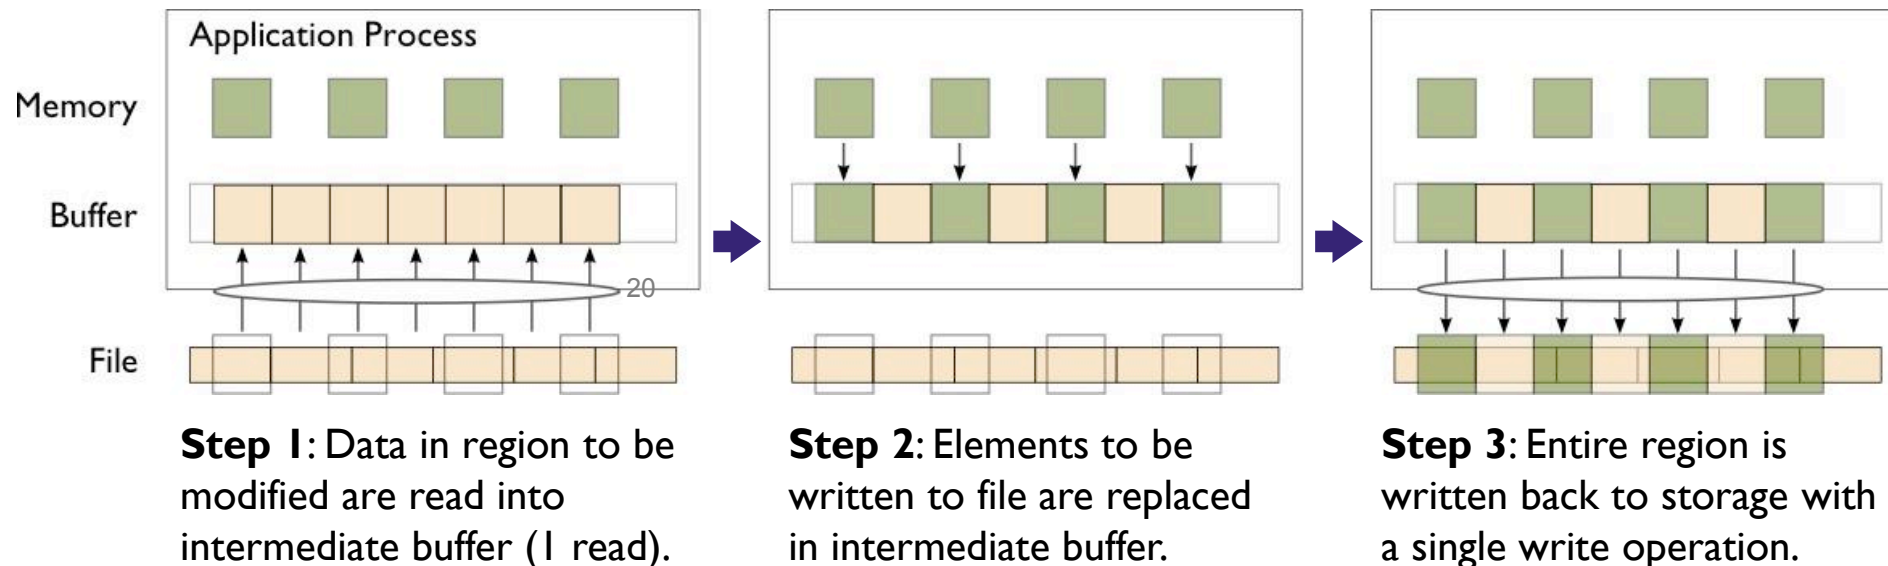 Application Process
Memory
Buffer
20
File
Step 1: Data in region to be
modified are read into
intermediate buffer (1 read).
Step 2: Elements to be
written to file are replaced
in intermediate buffer.
Step 3: Entire region is
written back to storage with
a single write operation.